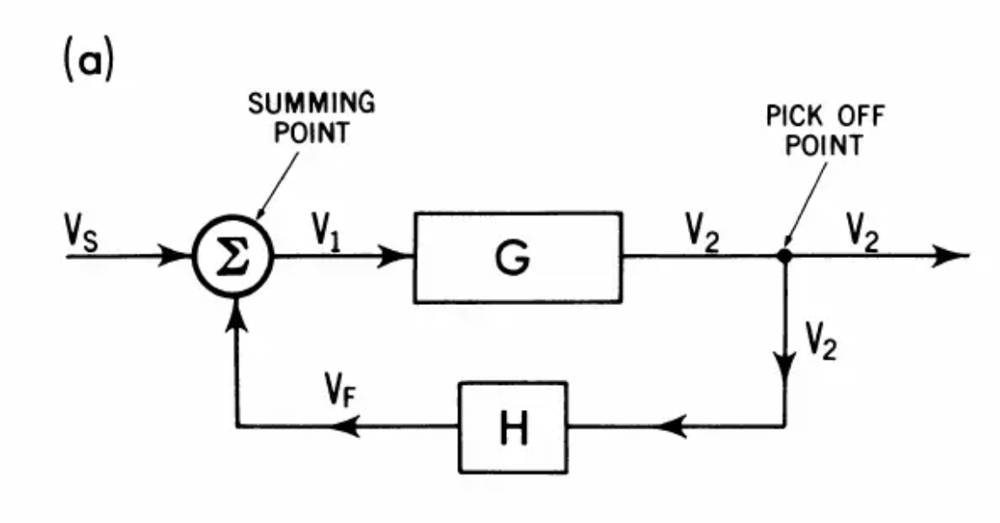 (a)
SUMMING
POINT
PICK OFF
POINT
V_S
Σ
V_1
G
V_2
V_2
V_2
V_F
H